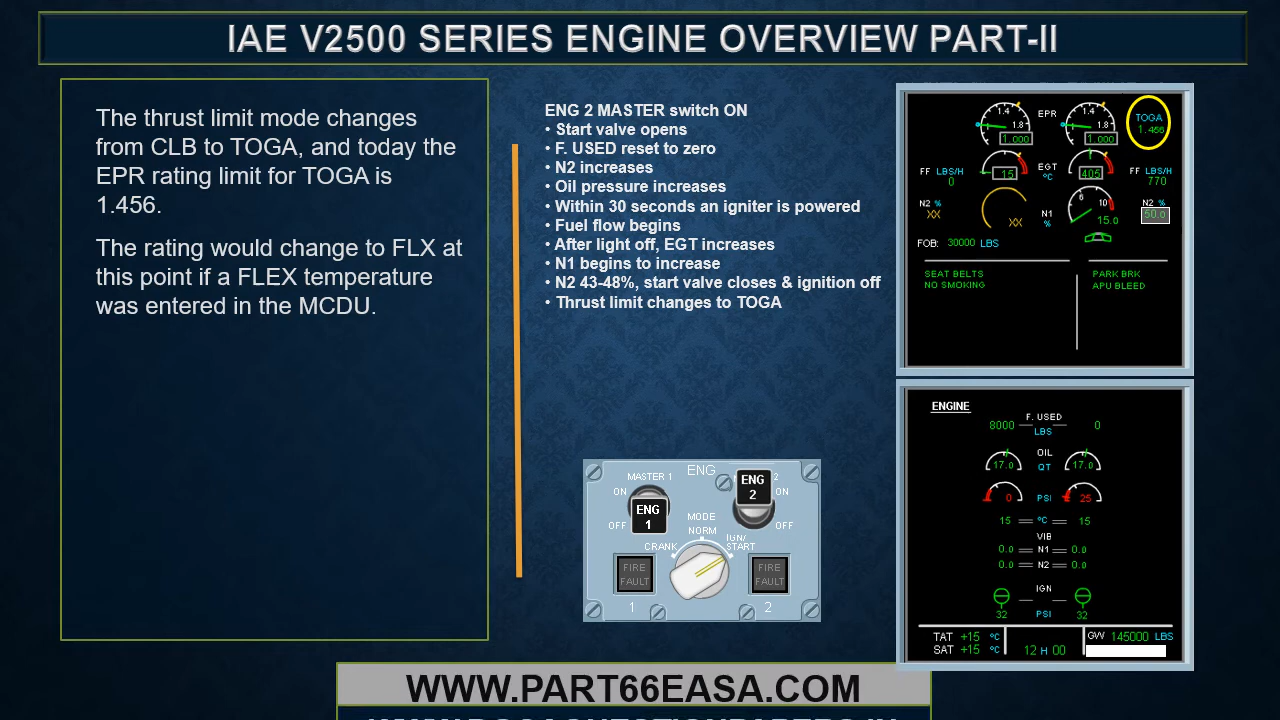 IAE V2500 SERIES ENGINE OVERVIEW PART-II
The thrust limit mode changes
from CLB to TOGA, and today the
EPR rating limit for TOGA is
1.456.
The rating would change to FLX at
this point if a FLEX temperature
was entered in the MCDU.
ENG 2 MASTER switch ON
• Start valve opens
• F. USED reset to zero
• N2 increases
• Oil pressure increases
• Within 30 seconds an igniter is powered
• Fuel flow begins
• After light off, EGT increases
• N1 begins to increase
• N2 43-48%, start valve closes & ignition off
• Thrust limit changes to TOGA
MASTER 1 ENG 2
ON ENG 2 ON
ENG 1
OFF MODE OFF
NORM
CRANK IGN/
START
FIRE FAULT FIRE FAULT
1 2
1.4 1.8 EPR 1.4 1.8 TOGA
1.000 1.000 1.456
FF LBS/H 15 EGT °C 405 FF LBS/H
0 770
N2 % N1 % 6 10 N2 %
XX XX 15.0 50.0
FOB: 30000 LBS
SEAT BELTS PARK BRK
NO SMOKING APU BLEED
ENGINE
F. USED
8000 LBS 0
OIL
17.0 QT 17.0
0 PSI 25
15 °C 15
VIB
0.0 N1 0.0
0.0 N2 0.0
IGN
32 PSI 32
TAT +15 °C GW 145000 LBS
SAT +15 °C 12 H 00
WWW.PART66EASA.COM